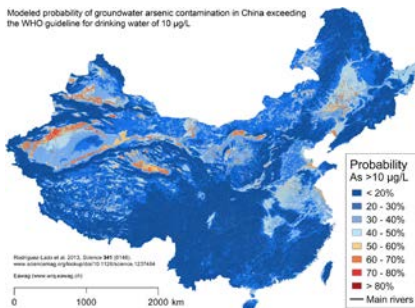 Modeled probability of groundwater arsenic contamination in China exceeding
the WHO guideline for drinking water of 10 µg/L
Probability
As >10 µg/L
< 20%
20 - 30%
30 - 40%
40 - 50%
50 - 60%
60 - 70%
70 - 80%
> 80%
Main rivers
Rodríguez-Lado et al. 2013, Science 341 (6148).
Eawag (www.eawag.ch)
0 1000 2000 km